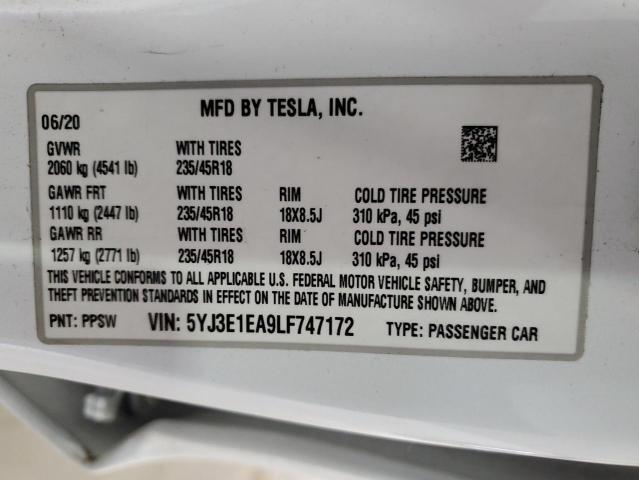 MFD BY TESLA, INC.
06/20
GVWR WITH TIRES
2060 kg (4541 lb) 235/45R18
GAWR FRT WITH TIRES RIM COLD TIRE PRESSURE
1110 kg (2447 lb) 235/45R18 18X8.5J 310 kPa, 45 psi
GAWR RR WITH TIRES RIM COLD TIRE PRESSURE
1257 kg (2771 lb) 235/45R18 18X8.5J 310 kPa, 45 psi
THIS VEHICLE CONFORMS TO ALL APPLICABLE U.S. FEDERAL MOTOR VEHICLE SAFETY, BUMPER, AND
THEFT PREVENTION STANDARDS IN EFFECT ON THE DATE OF MANUFACTURE SHOWN ABOVE.
PNT: PPSW VIN: 5YJ3E1EA9LF747172 TYPE: PASSENGER CAR